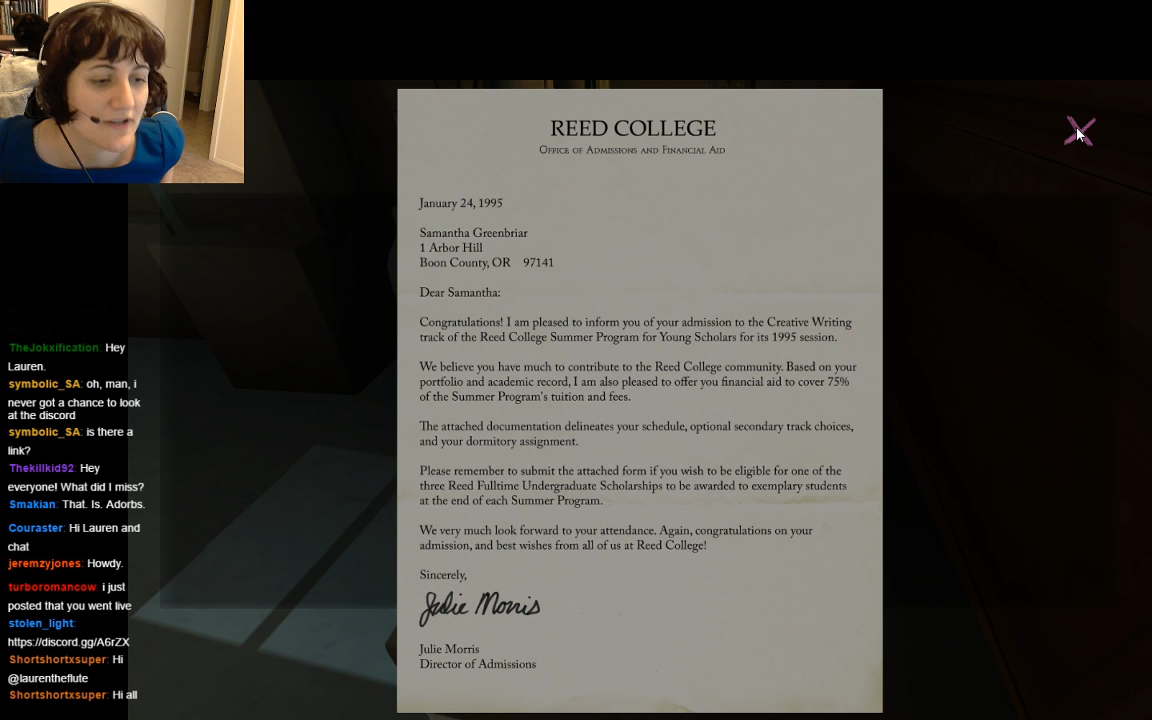 REED COLLEGE
Office of Admissions and Financial Aid
January 24, 1995
Samantha Greenbriar
1 Arbor Hill
Boon County, OR 97141
Dear Samantha:
Congratulations! I am pleased to inform you of your admission to the Creative Writing
track of the Reed College Summer Program for Young Scholars for its 1995 session.
We believe you have much to contribute to the Reed College community. Based on your
portfolio and academic record, I am also pleased to offer you financial aid to cover 75%
of the Summer Program's tuition and fees.
The attached documentation delineates your schedule, optional secondary track choices,
and your dormitory assignment.
Please remember to submit the attached form if you wish to be eligible for one of the
three Reed Fulltime Undergraduate Scholarships to be awarded to exemplary students
at the end of each Summer Program.
We very much look forward to your attendance. Again, congratulations on your
admission, and best wishes from all of us at Reed College!
Sincerely,
Julie Morris
Julie Morris
Director of Admissions
TheJokxification: Hey
Lauren.
symbolic_SA: oh, man, i
never got a chance to look
at the discord
symbolic_SA: is there a
link?
Thekillkid92: Hey
everyone! What did I miss?
Smakian: That. Is. Adorbs.
Couraster: Hi Lauren and
chat
jeremzyjones: Howdy.
turboromancow: i just
posted that you went live
stolen_light:
https://discord.gg/A6rZX
Shortshortxsuper: Hi
@laurentheflute
Shortshortxsuper: Hi all